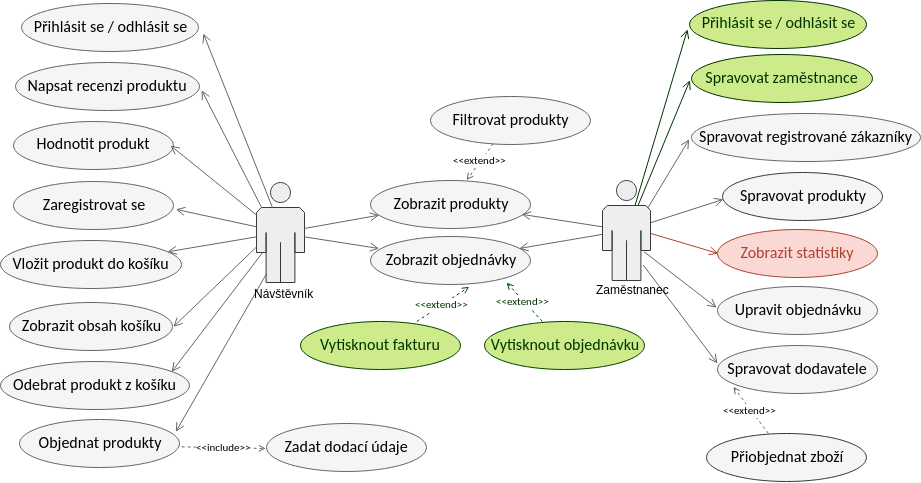 Přihlásit se / odhlásit se
Napsat recenzi produktu
Hodnotit produkt
Zaregistrovat se
Vložit produkt do košíku
Zobrazit obsah košíku
Odebrat produkt z košíku
Objednat produkty
<<include>>
Zadat dodací údaje
Návštěvník
Filtrovat produkty
<<extend>>
Zobrazit produkty
Zobrazit objednávky
<<extend>>
<<extend>>
Vytisknout fakturu
Vytisknout objednávku
Zaměstnanec
Přihlásit se / odhlásit se
Spravovat zaměstnance
Spravovat registrované zákazníky
Spravovat produkty
Zobrazit statistiky
Upravit objednávku
Spravovat dodavatele
<<extend>>
Přiobjednat zboží